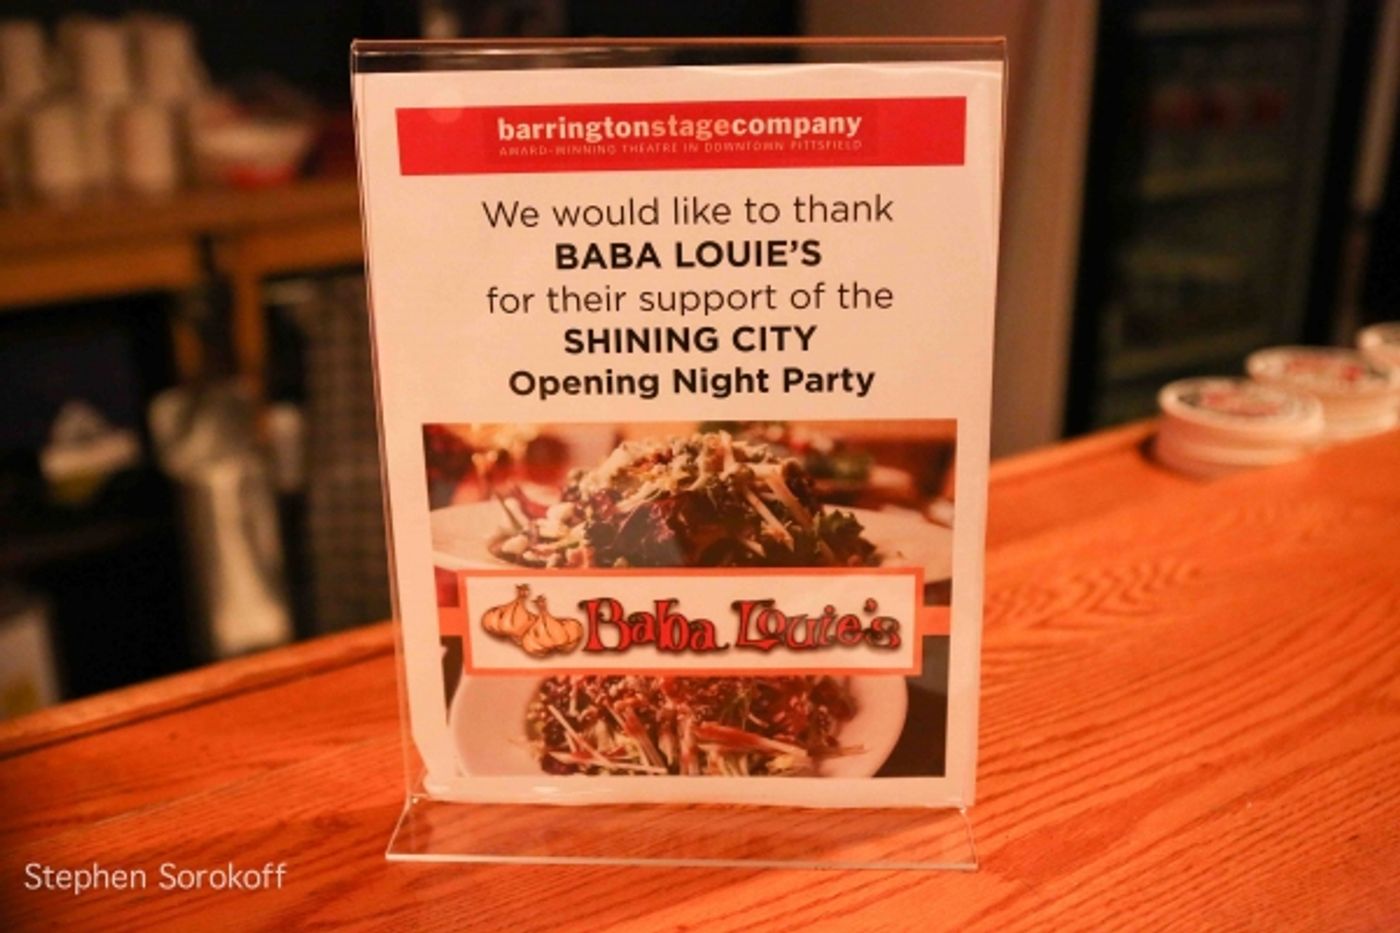 barringtonstagecompany
AWARD-WINNING THEATRE IN DOWNTOWN PITTSFIELD
We would like to thank
BABA LOUIE'S
for their support of the
SHINING CITY
Opening Night Party
Baba Louie's
Stephen Sorokoff